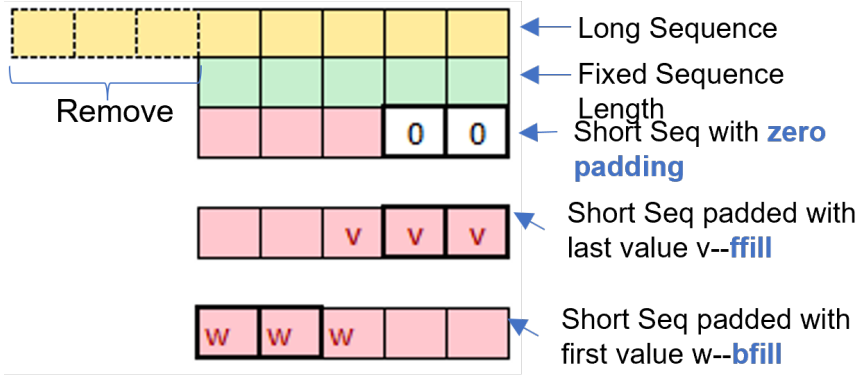 Long Sequence
Fixed Sequence
Length
Remove
0 0
Short Seq with zero
padding
v v v
Short Seq padded with
last value v--ffill
w w w
Short Seq padded with
first value w--bfill